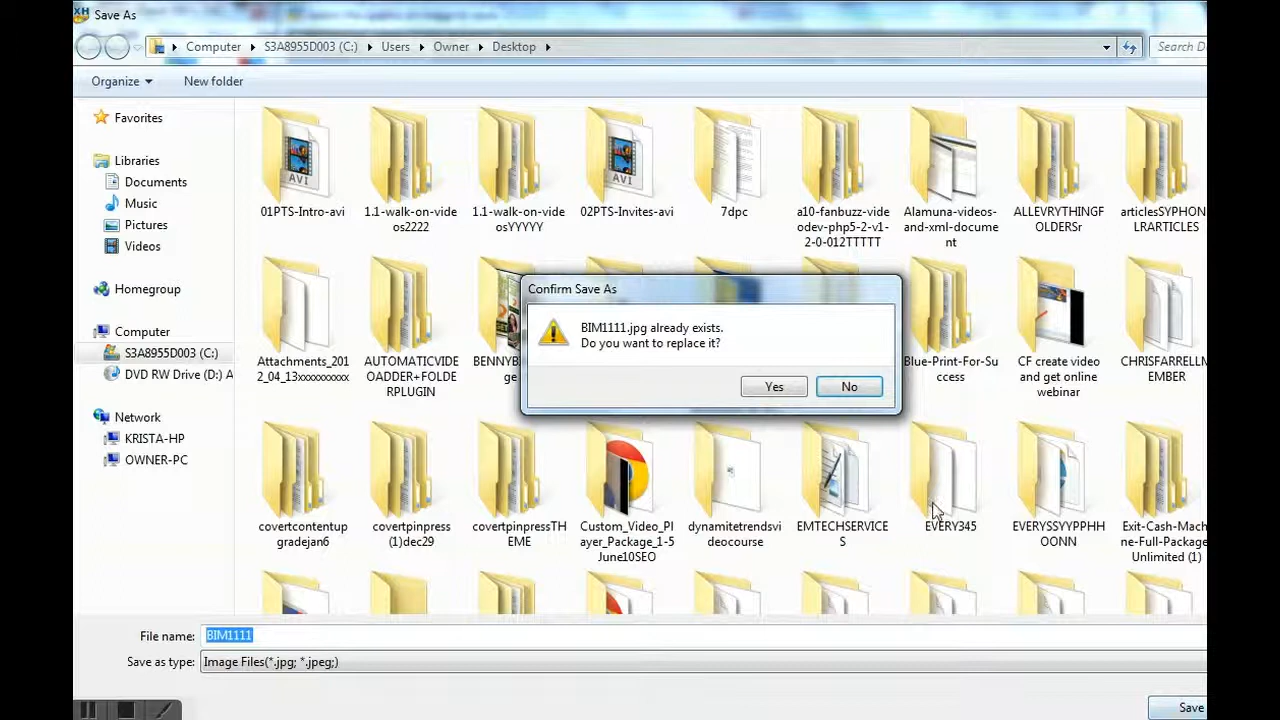 XH
Save As
Computer
S3A8955D003 (C:)
Users
Owner
Desktop
Search D
Organize
New folder
Favorites
Libraries
Documents
Music
Pictures
Videos
Homegroup
Computer
S3A8955D003 (C:)
DVD RW Drive (D:) A
Network
KRISTA-HP
OWNER-PC
AVI
01PTS-Intro-avi
1.1-walk-on-vide
os2222
1.1-walk-on-vide
osYYYYY
AVI
02PTS-Invites-avi
7dpc
a10-fanbuzz-vide
odev-php5-2-v1-
2-0-012TTTTT
Alamuna-videos-
and-xml-documen
t
ALLEVRYTHINGF
OLDERSr
articlesSYPHON
LRARTICLES
Attachments_201
2_04_13xxxxxxxxxx
AUTOMATICVIDE
OADDER+FOLDE
RPLUGIN
BENNYB
ge
Blue-Print-For-Su
ccess
CF create video
and get online
webinar
CHRISFARRELLM
EMBER
Confirm Save As
BIM1111.jpg already exists.
Do you want to replace it?
Yes
No
covertcontentup
gradejan6
covertpinpress
(1)dec29
covertpinpressTH
EME
Custom_Video_Pl
ayer_Package_1-5
June10SEO
dynamitetrendsvi
deocourse
EMTECHSERVICE
S
EVERY345
EVERYSSYYPPHH
OONN
Exit-Cash-Mach
ne-Full-Package
Unlimited (1)
File name:
BIM1111
Save as type:
Image Files(*.jpg; *.jpeg;)
Save